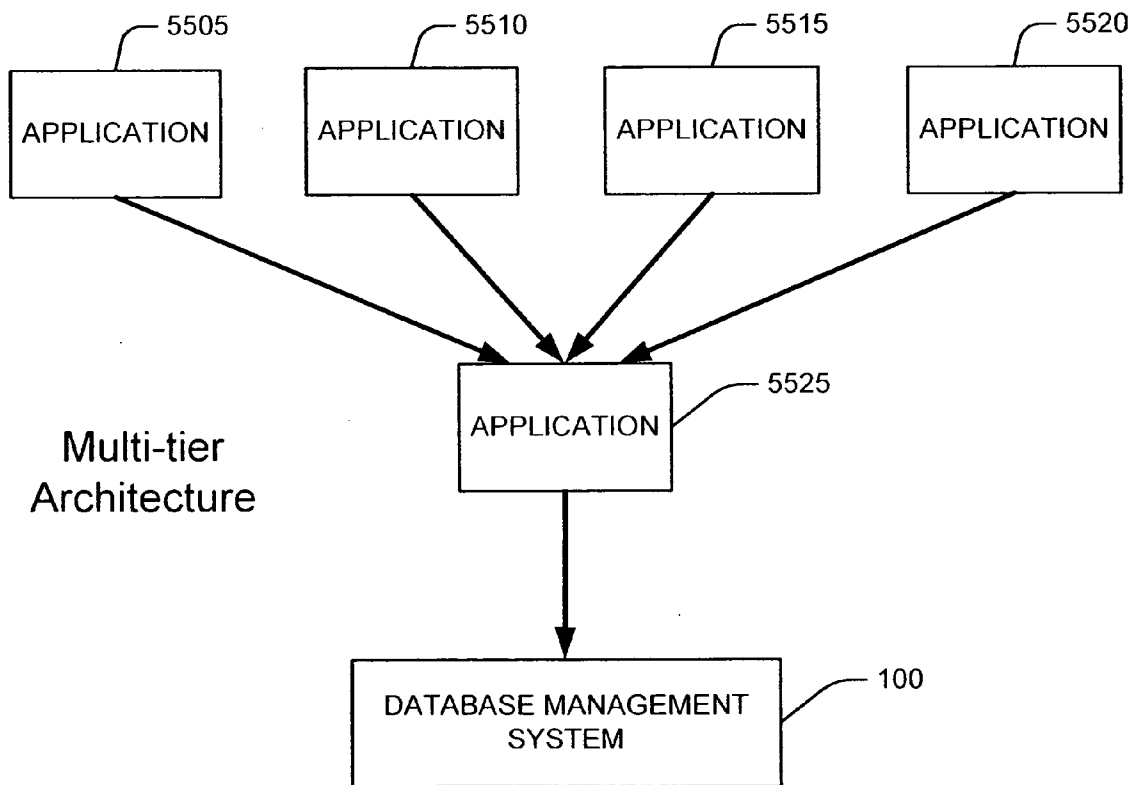 5505
5510
5515
5520
APPLICATION
APPLICATION
APPLICATION
APPLICATION
5525
APPLICATION
Multi-tier
Architecture
100
DATABASE MANAGEMENT
SYSTEM